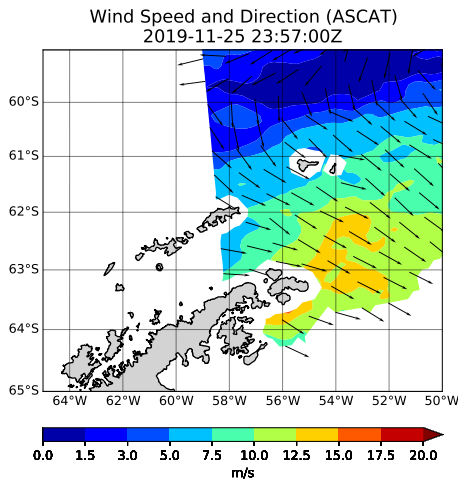 Wind Speed and Direction (ASCAT)
2019-11-25 23:57:00Z
60°S
61°S
62°S
63°S
64°S
65°S
64°W 62°W 60°W 58°W 56°W 54°W 52°W 50°W
0.0 1.5 3.0 5.0 7.5 10.0 12.5 15.0 17.5 20.0
m/s